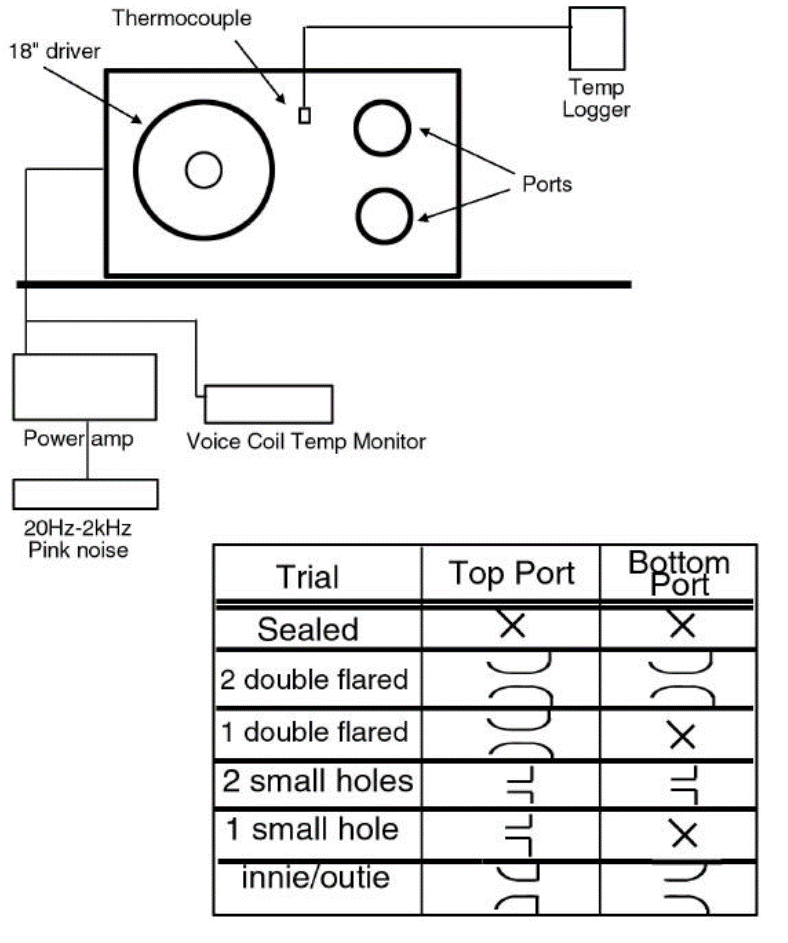 Thermocouple
18" driver
Temp
Logger
Ports
Power amp
Voice Coil Temp Monitor
20Hz-2kHz
Pink noise
Trial Top Port Bottom
Port
Sealed
2 double flared
1 double flared
2 small holes
1 small hole
innie/outie